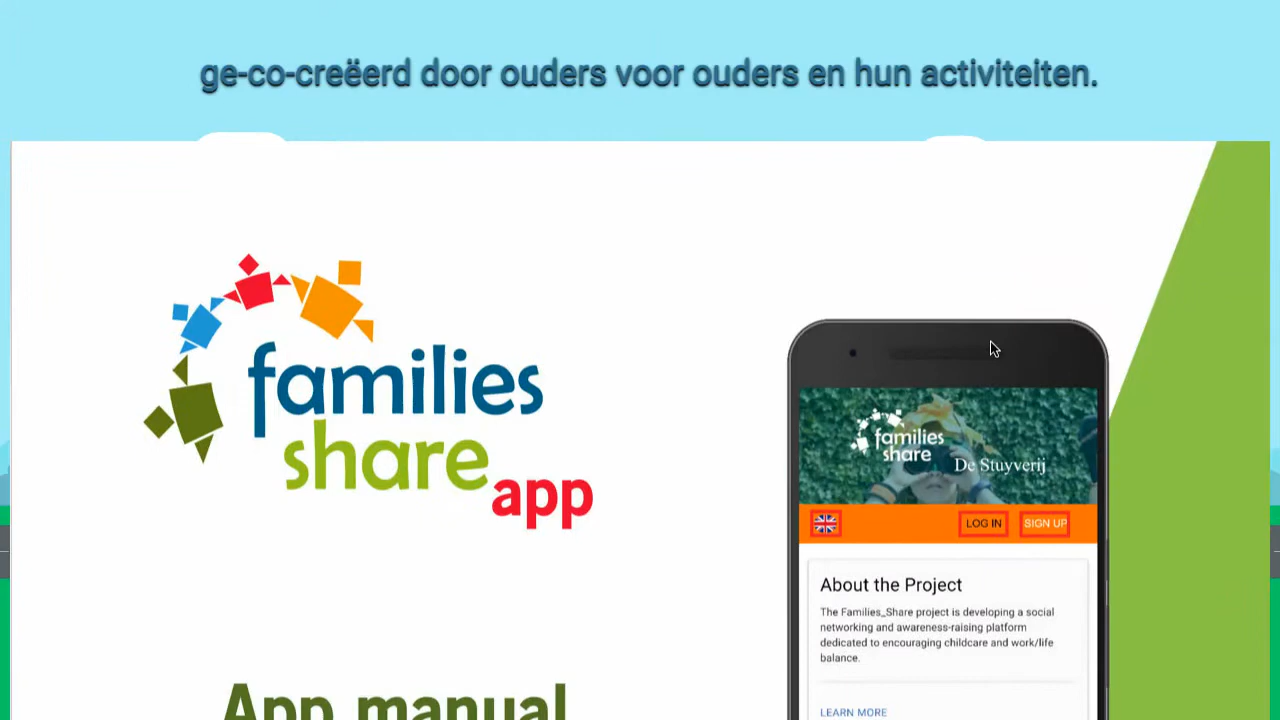 ge-co-creëerd door ouders voor ouders en hun activiteiten.
families
share
app
App manual
families
share
De Stuyverij
LOG IN
SIGN UP
About the Project
The Families_Share project is developing a social
networking and awareness-raising platform
dedicated to encouraging childcare and work/life
balance.
LEARN MORE